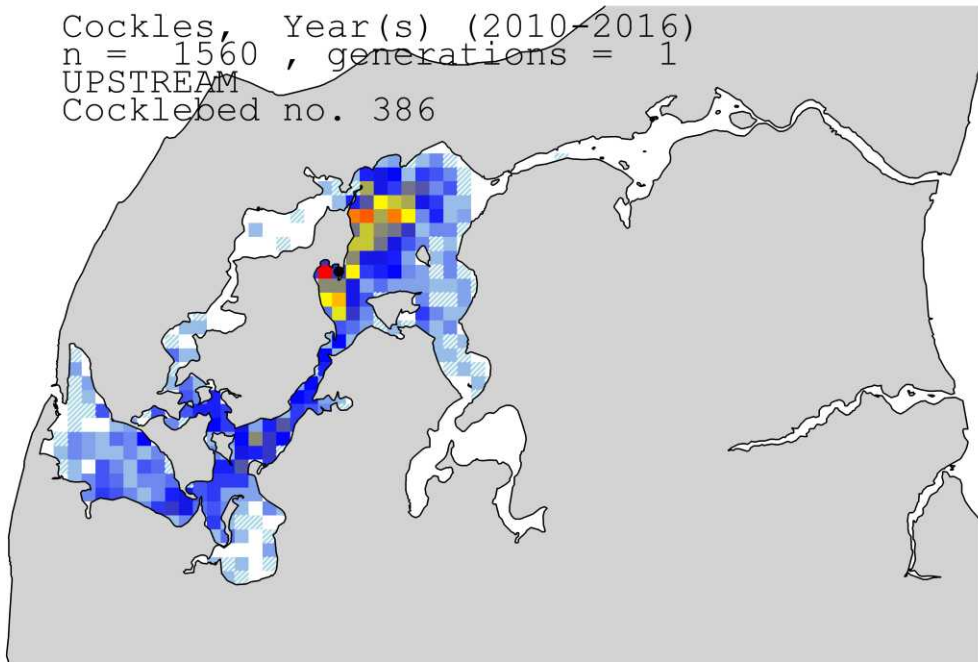 Cockles, Year(s) (2010-2016)
n = 1560 , generations = 1
UPSTREAM
Cocklebed no. 386